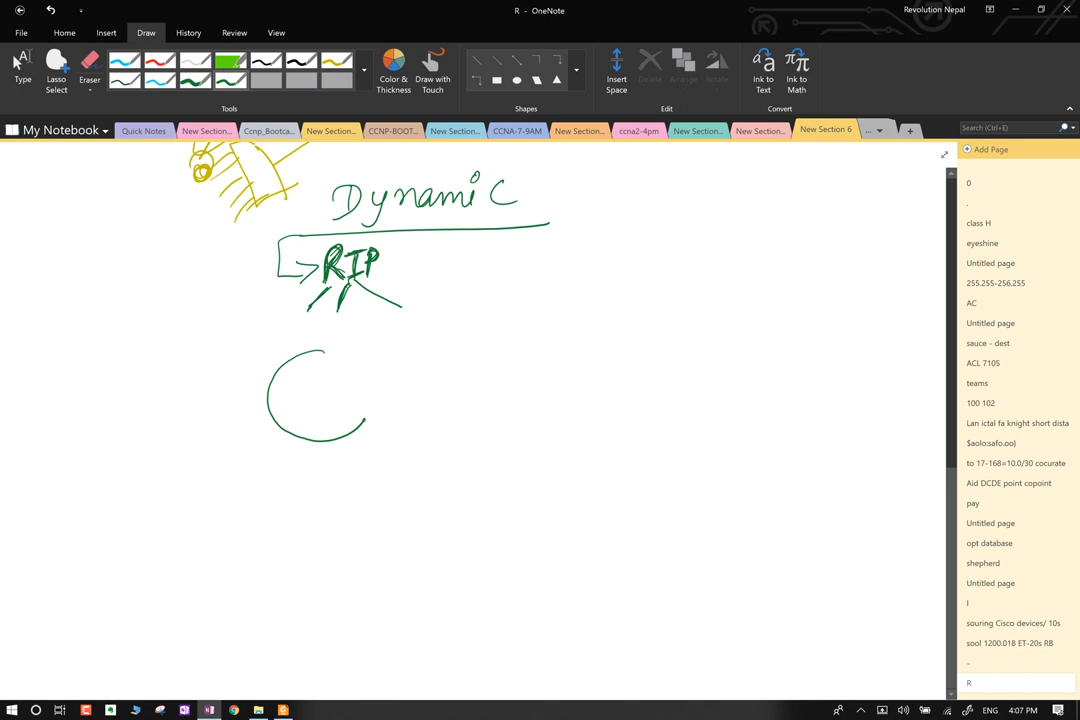 R - OneNote
Revolution Nepal
File Home Insert Draw History Review View
Type
Lasso Select
Eraser
Color & Thickness
Draw with Touch
Insert Space
Delete
Arrange
Rotate
Ink to Text
Ink to Math
Tools
Shapes
Edit
Convert
My Notebook
Quick Notes
New Section...
Ccnp_Bootca...
New Section...
CCNP-BOOT...
New Section...
CCNA-7-9AM
New Section...
ccna2-4pm
New Section...
New Section...
New Section 6
...
Search (Ctrl+E)
Add Page
Dynamic
RIP
0
.
class H
eyeshine
Untitled page
255.255-256.255
AC
Untitled page
sauce - dest
ACL 7105
teams
100 102
Lan ictal fa knight short dista
$aolo:safo.oo)
to 17-168=10.0/30 cocurate
Aid DCDE point copoint
pay
Untitled page
opt database
shepherd
Untitled page
I
souring Cisco devices/ 10s
sool 1200.018 ET-20s RB
-
R
ENG
4:07 PM